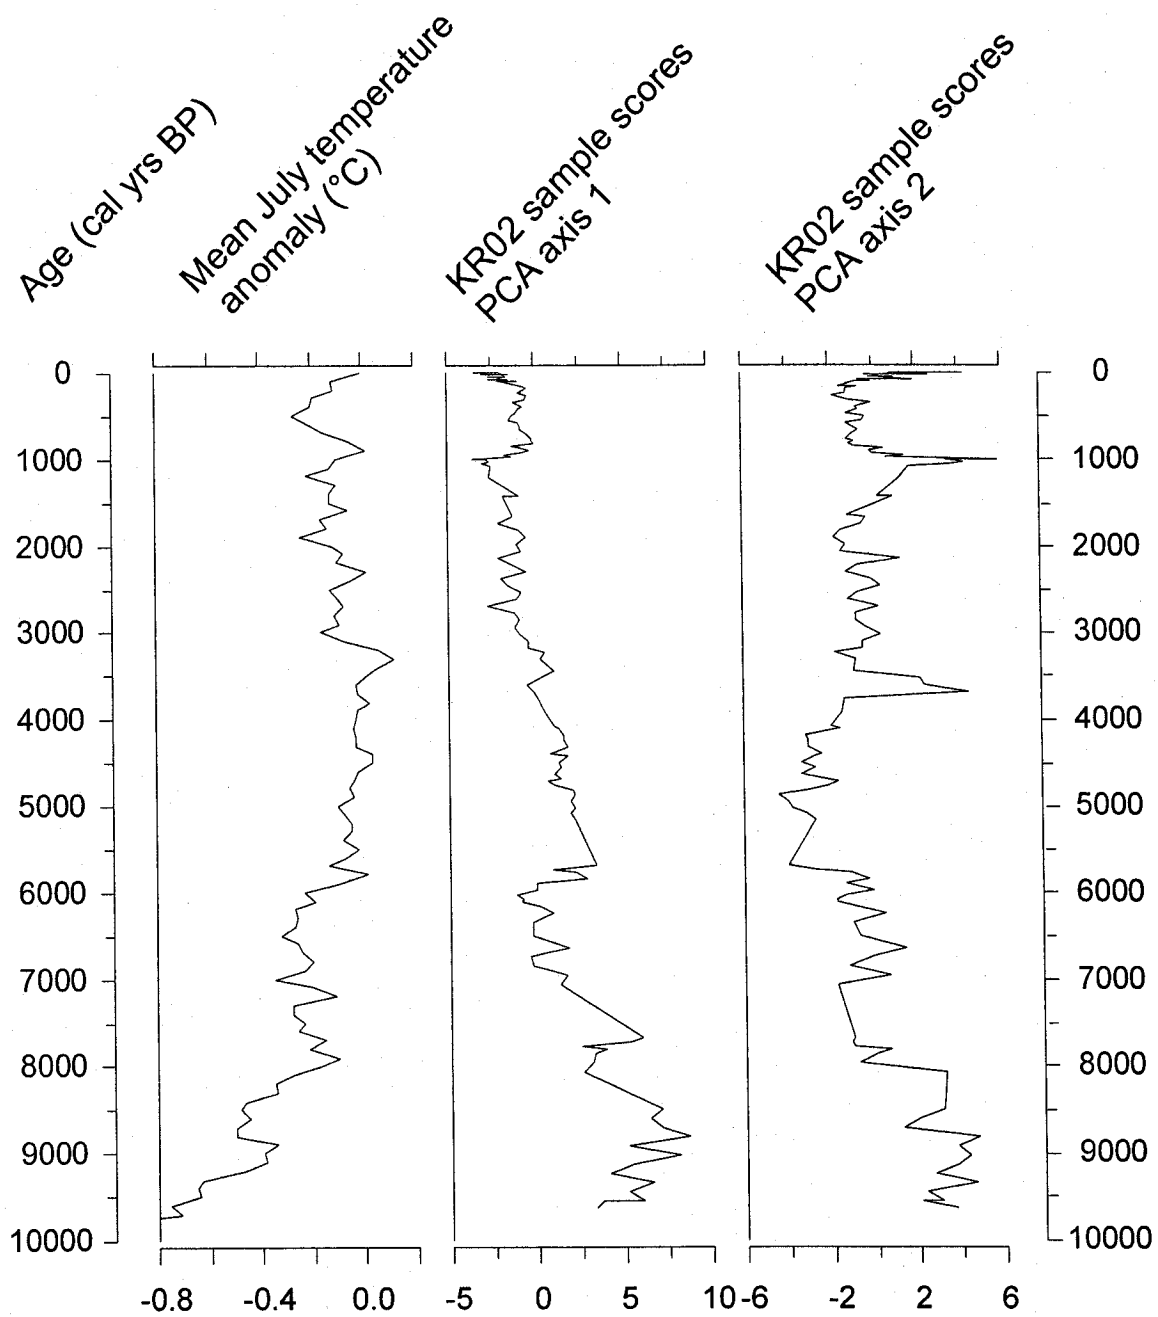 Age (cal yrs BP)
Mean July temperature
anomaly (°C)
KR02 sample scores
PCA axis 1
KR02 sample scores
PCA axis 2
0
1000
2000
3000
4000
5000
6000
7000
8000
9000
10000
0
1000
2000
3000
4000
5000
6000
7000
8000
9000
10000
-0.8 -0.4 0.0 -5 0 5 10 -6 -2 2 6